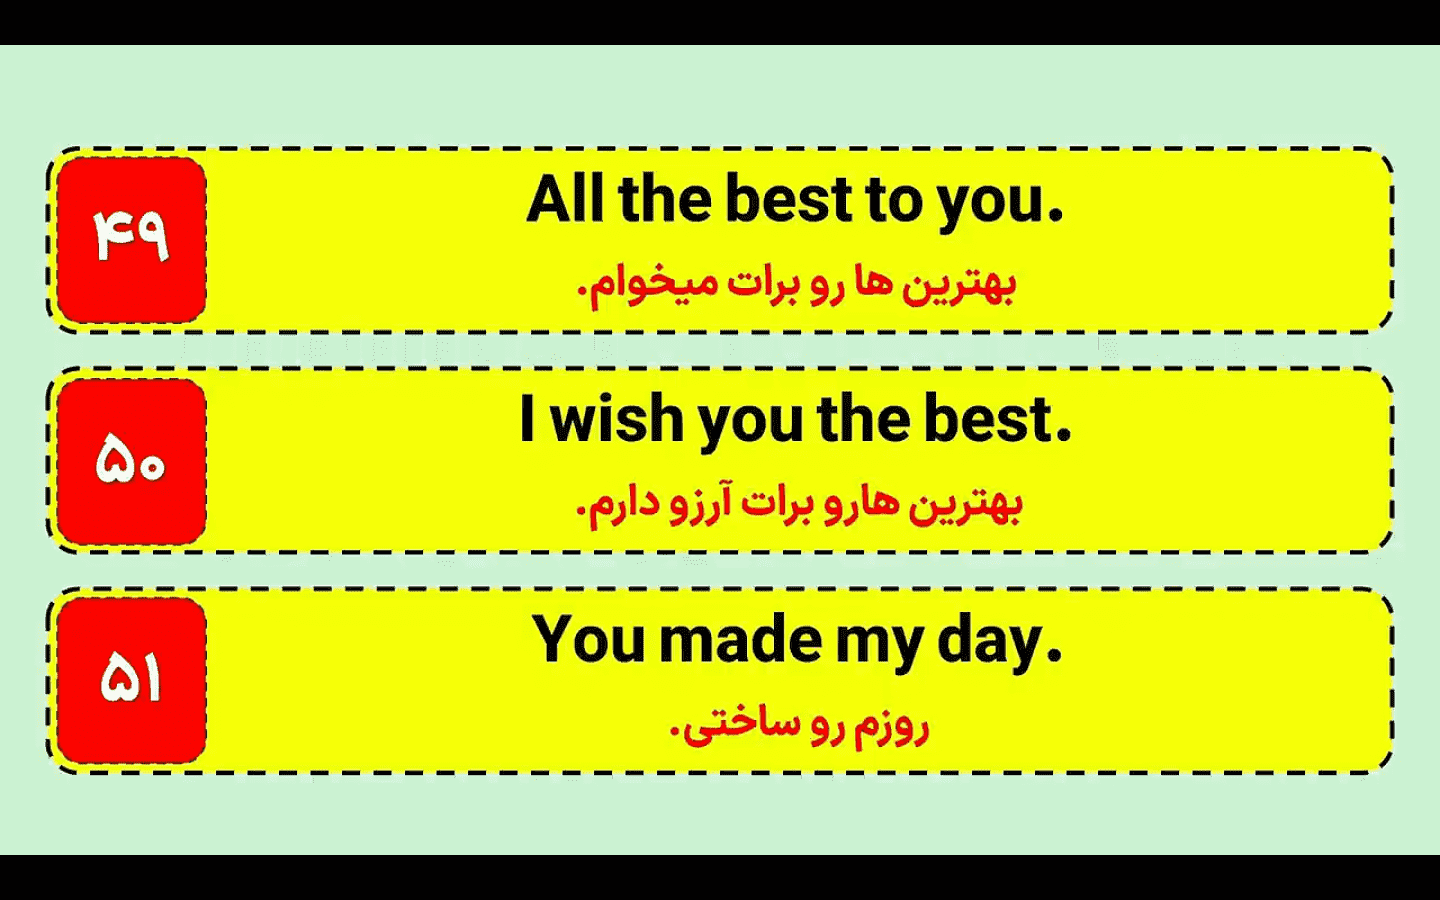 ۴۹
All the best to you.
بهترین ها رو برات میخوام.
۵۰
I wish you the best.
بهترین هارو برات آرزو دارم.
۵۱
You made my day.
روزم رو ساختی.